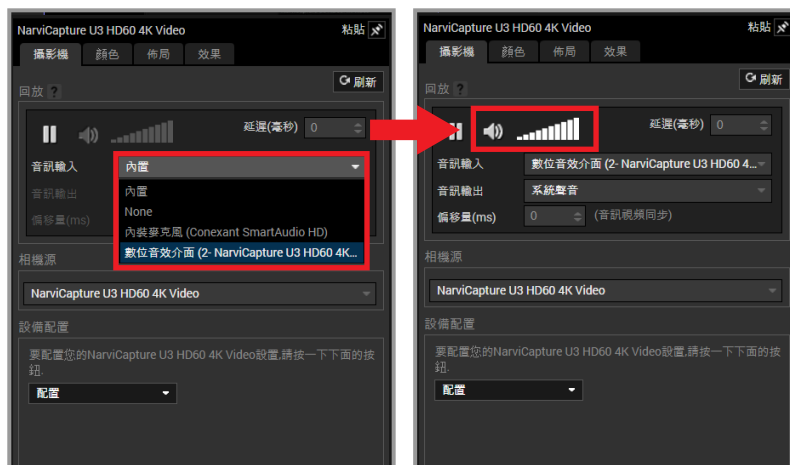 NarviCapture U3 HD60 4K Video 粘貼
攝影機 顏色 佈局 效果
刷新
回放 ?
延遲(毫秒) 0
音訊輸入 內置
內置
音訊輸出
None
偏移量(ms)
內裝麥克風 (Conexant SmartAudio HD)
數位音效介面 (2- NarviCapture U3 HD60 4K...
相機源
NarviCapture U3 HD60 4K Video
設備配置
要配置您的NarviCapture U3 HD60 4K Video設置,請按一下下面的按
鈕.
配置
NarviCapture U3 HD60 4K Video 粘貼
攝影機 顏色 佈局 效果
刷新
回放 ?
延遲(毫秒) 0
音訊輸入 數位音效介面 (2- NarviCapture U3 HD60 4...
音訊輸出 系統聲音
偏移量(ms) 0 (音訊視頻同步)
相機源
NarviCapture U3 HD60 4K Video
設備配置
要配置您的NarviCapture U3 HD60 4K Video設置,請按一下下面的按
鈕.
配置